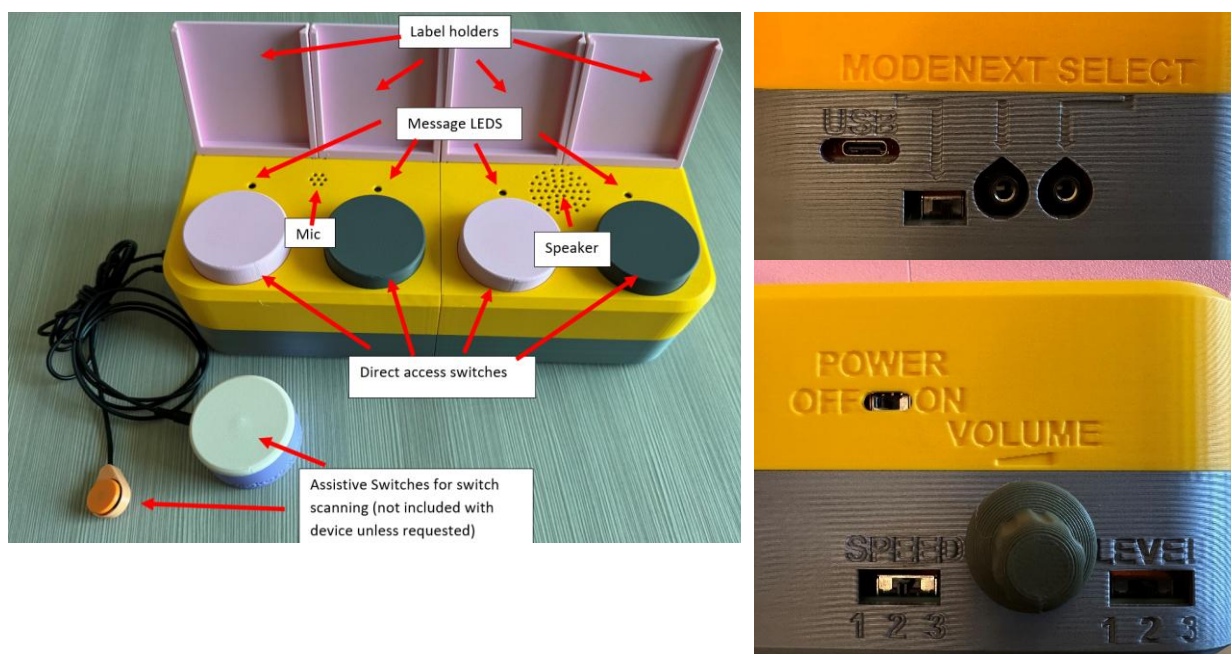 Label holders
Message LEDS
Mic
Speaker
Direct access switches
Assistive Switches for switch
scanning (not included with
device unless requested)
MODENEXT SELECT
USB
POWER
OFF ON
VOLUME
SPEED LEVEL
1 2 3 1 2 3